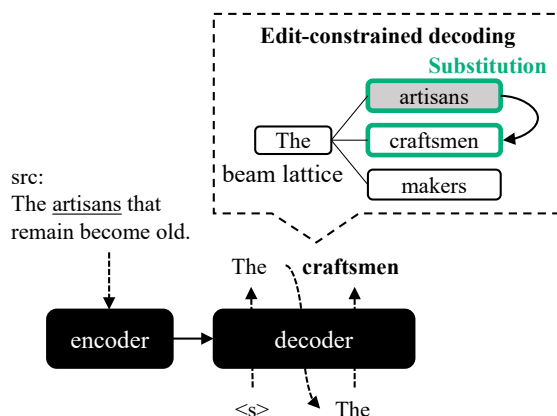 Edit-constrained decoding
Substitution
artisans
The
craftsmen
beam lattice
makers
src:
The artisans that
remain become old.
The craftsmen
encoder
decoder
<s> The